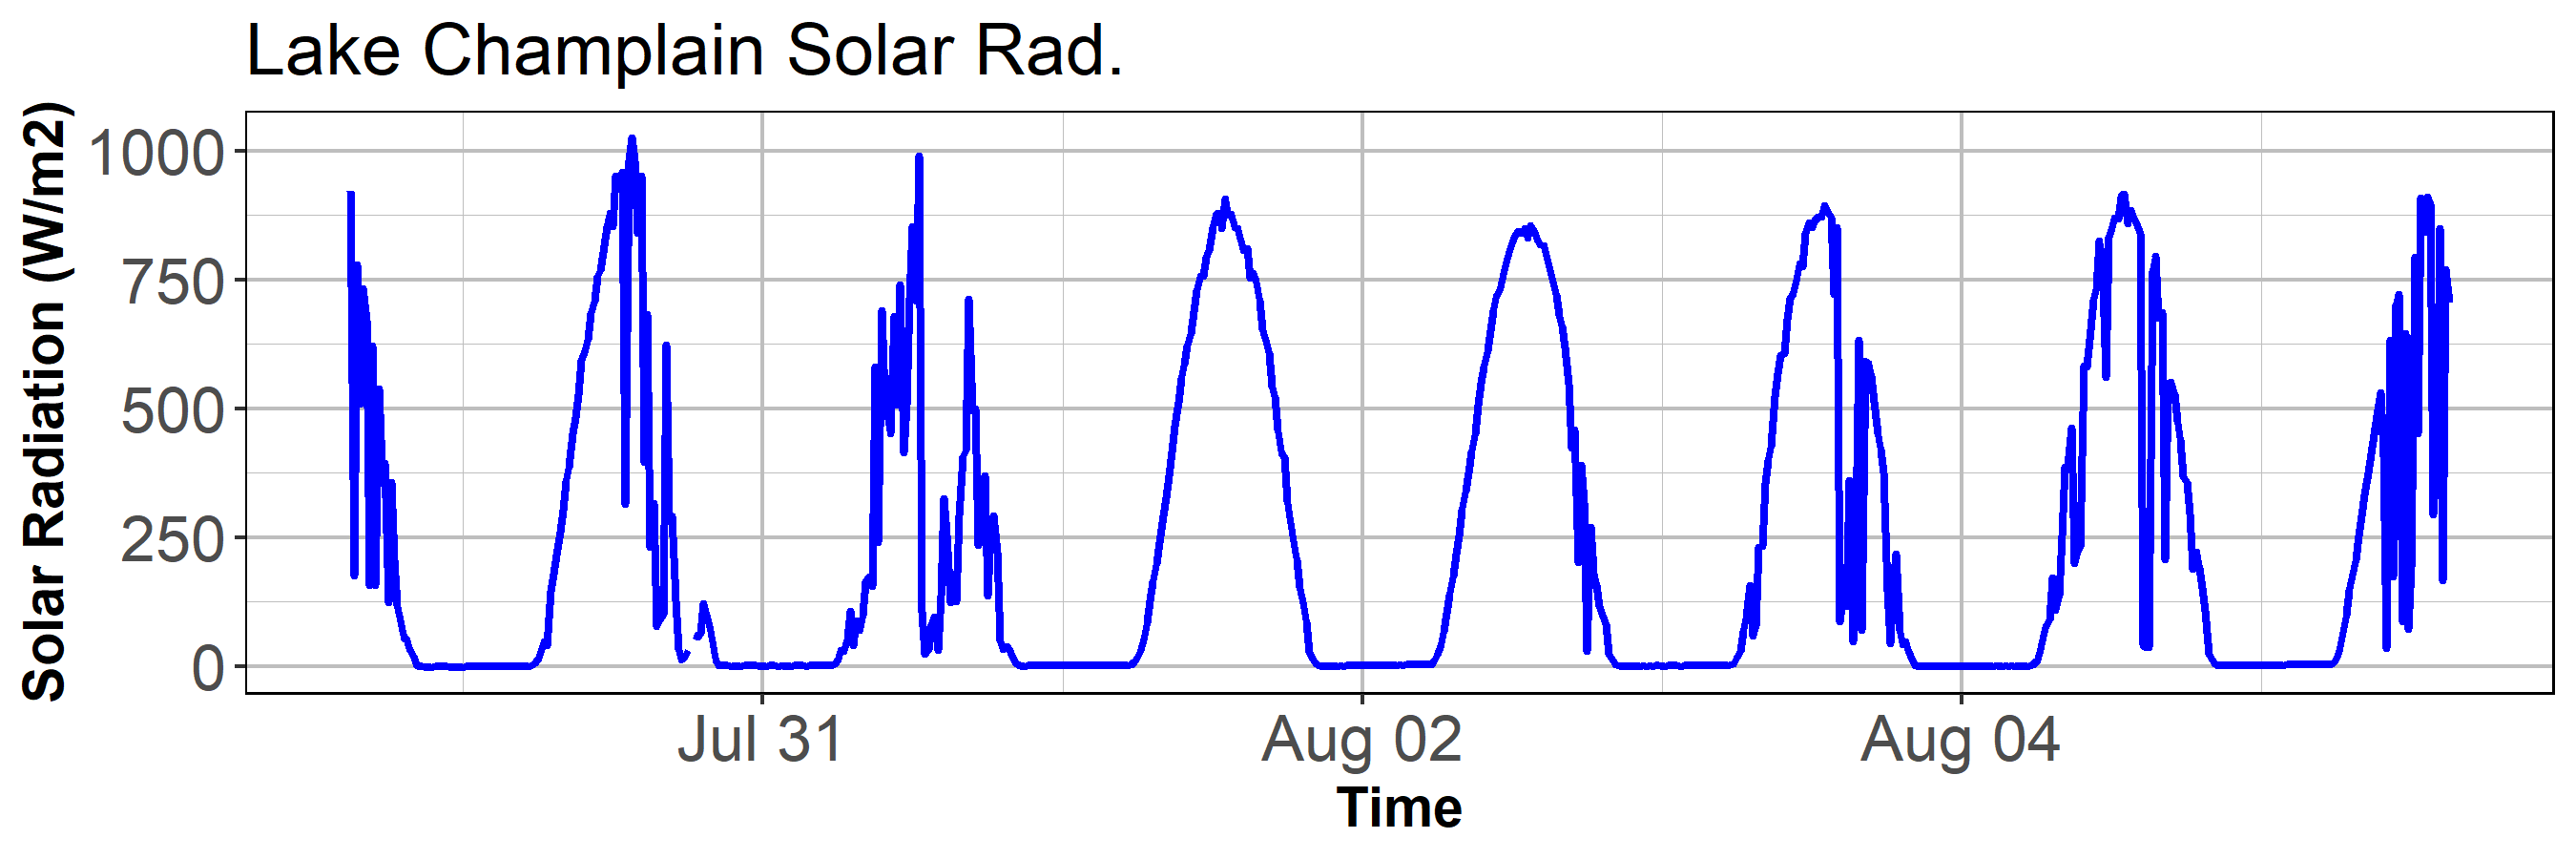 Lake Champlain Solar Rad.
Solar Radiation (W/m2)
1000
750
500
250
0
Jul 31 Aug 02 Aug 04
Time